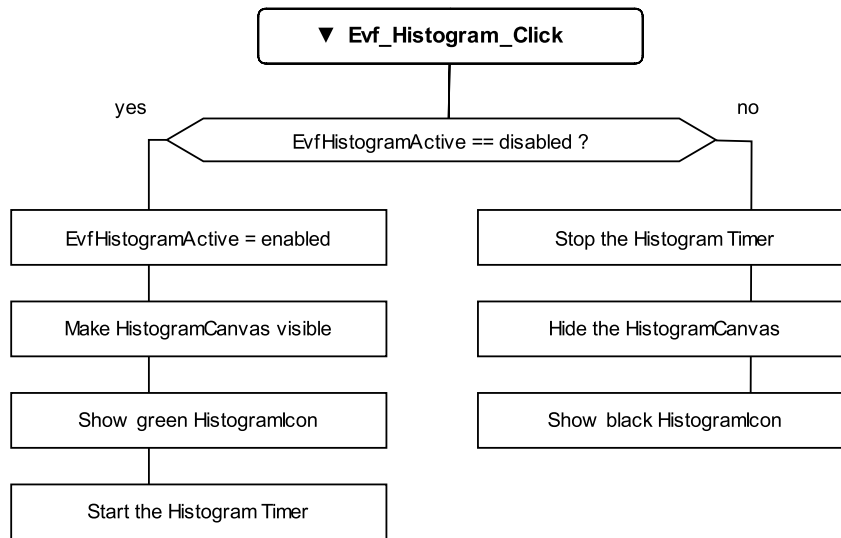 ▼ Evf_Histogram_Click
yes
no
EvfHistogramActive == disabled ?
EvfHistogramActive = enabled
Stop the Histogram Timer
Make HistogramCanvas visible
Hide the HistogramCanvas
Show green HistogramIcon
Show black HistogramIcon
Start the Histogram Timer